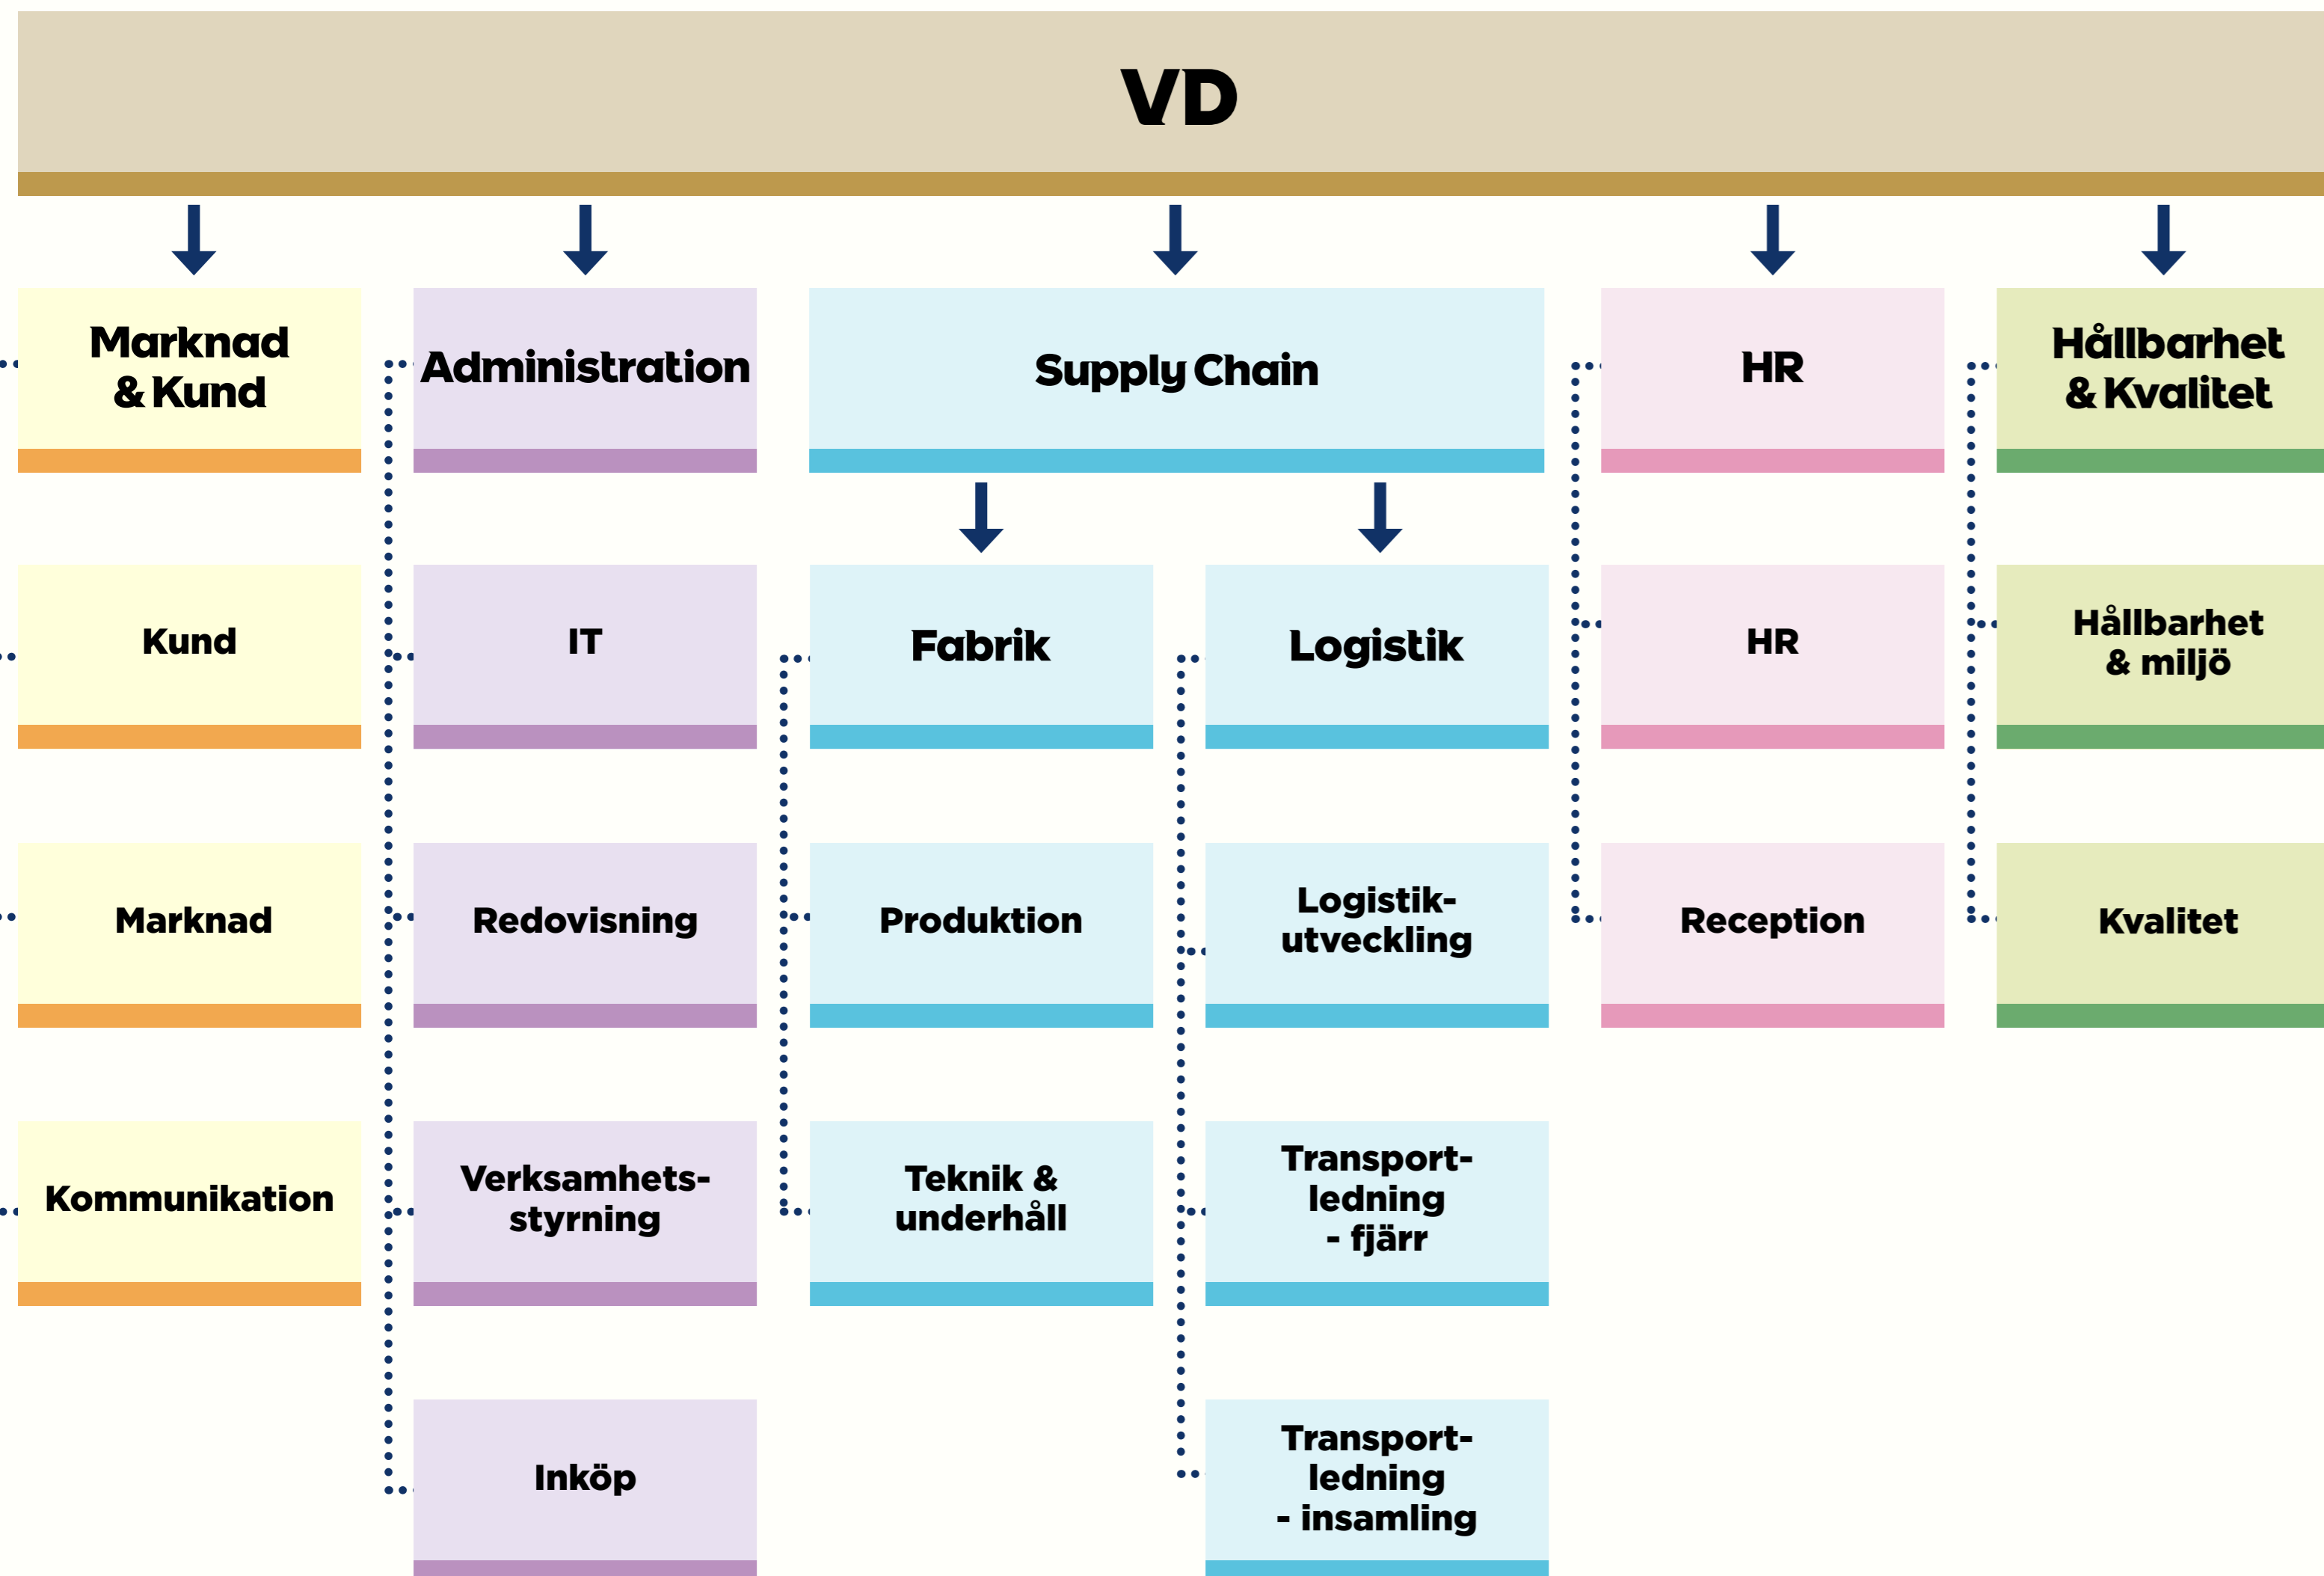 VD
Marknad
& Kund
Administration
Supply Chain
HR
Hållbarhet
& Kvalitet
Kund
IT
Fabrik
Logistik
HR
Hållbarhet
& miljö
Marknad
Redovisning
Produktion
Logistik-
utveckling
Reception
Kvalitet
Kommunikation
Verksamhets-
styrning
Teknik &
underhåll
Transport-
ledning
- fjärr
Inköp
Transport-
ledning
- insamling